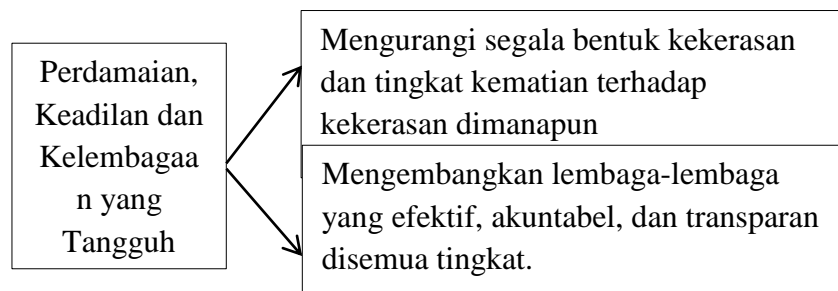 Perdamaian,
Keadilan dan
Kelembagaa
n yang
Tangguh
Mengurangi segala bentuk kekerasan
dan tingkat kematian terhadap
kekerasan dimanapun
Mengembangkan lembaga-lembaga
yang efektif, akuntabel, dan transparan
disemua tingkat.